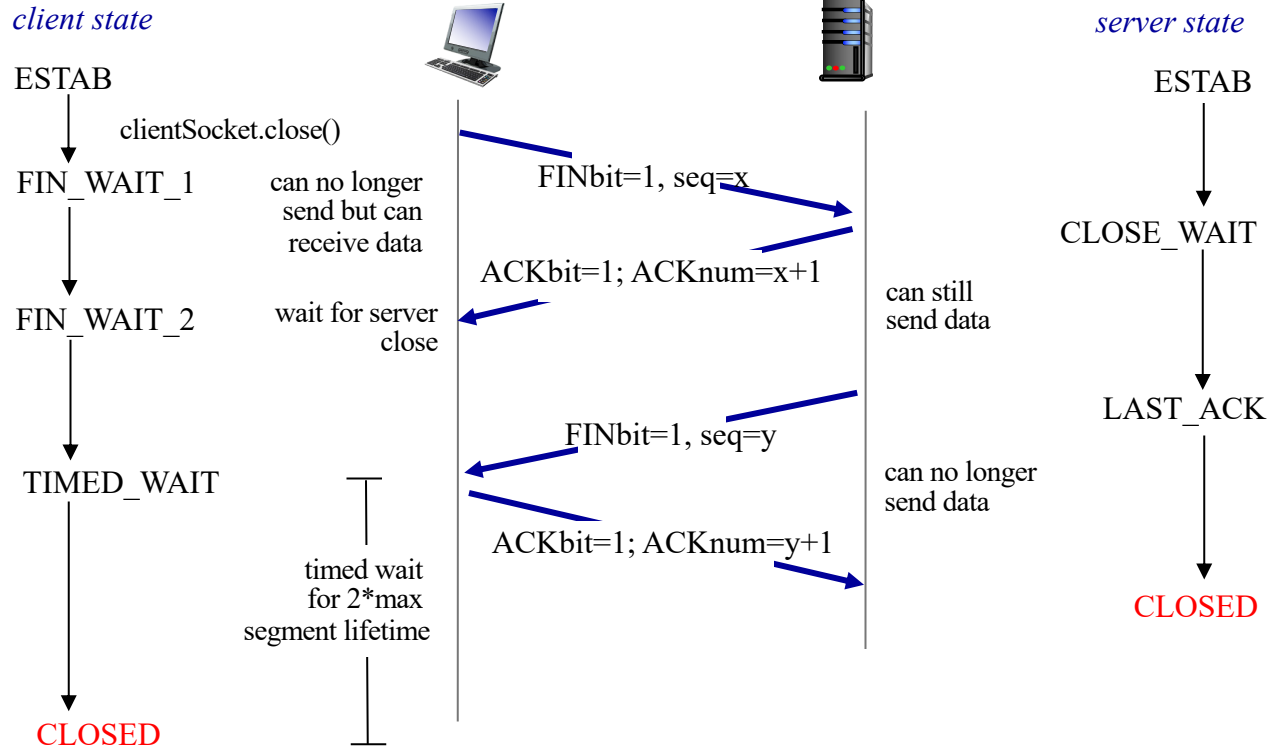 client state
server state
ESTAB
ESTAB
clientSocket.close()
FIN_WAIT_1
can no longer
send but can
receive data
FINbit=1, seq=x
CLOSE_WAIT
ACKbit=1; ACKnum=x+1
can still
send data
FIN_WAIT_2
wait for server
close
LAST_ACK
FINbit=1, seq=y
TIMED_WAIT
can no longer
send data
ACKbit=1; ACKnum=y+1
timed wait
for 2*max
segment lifetime
CLOSED
CLOSED